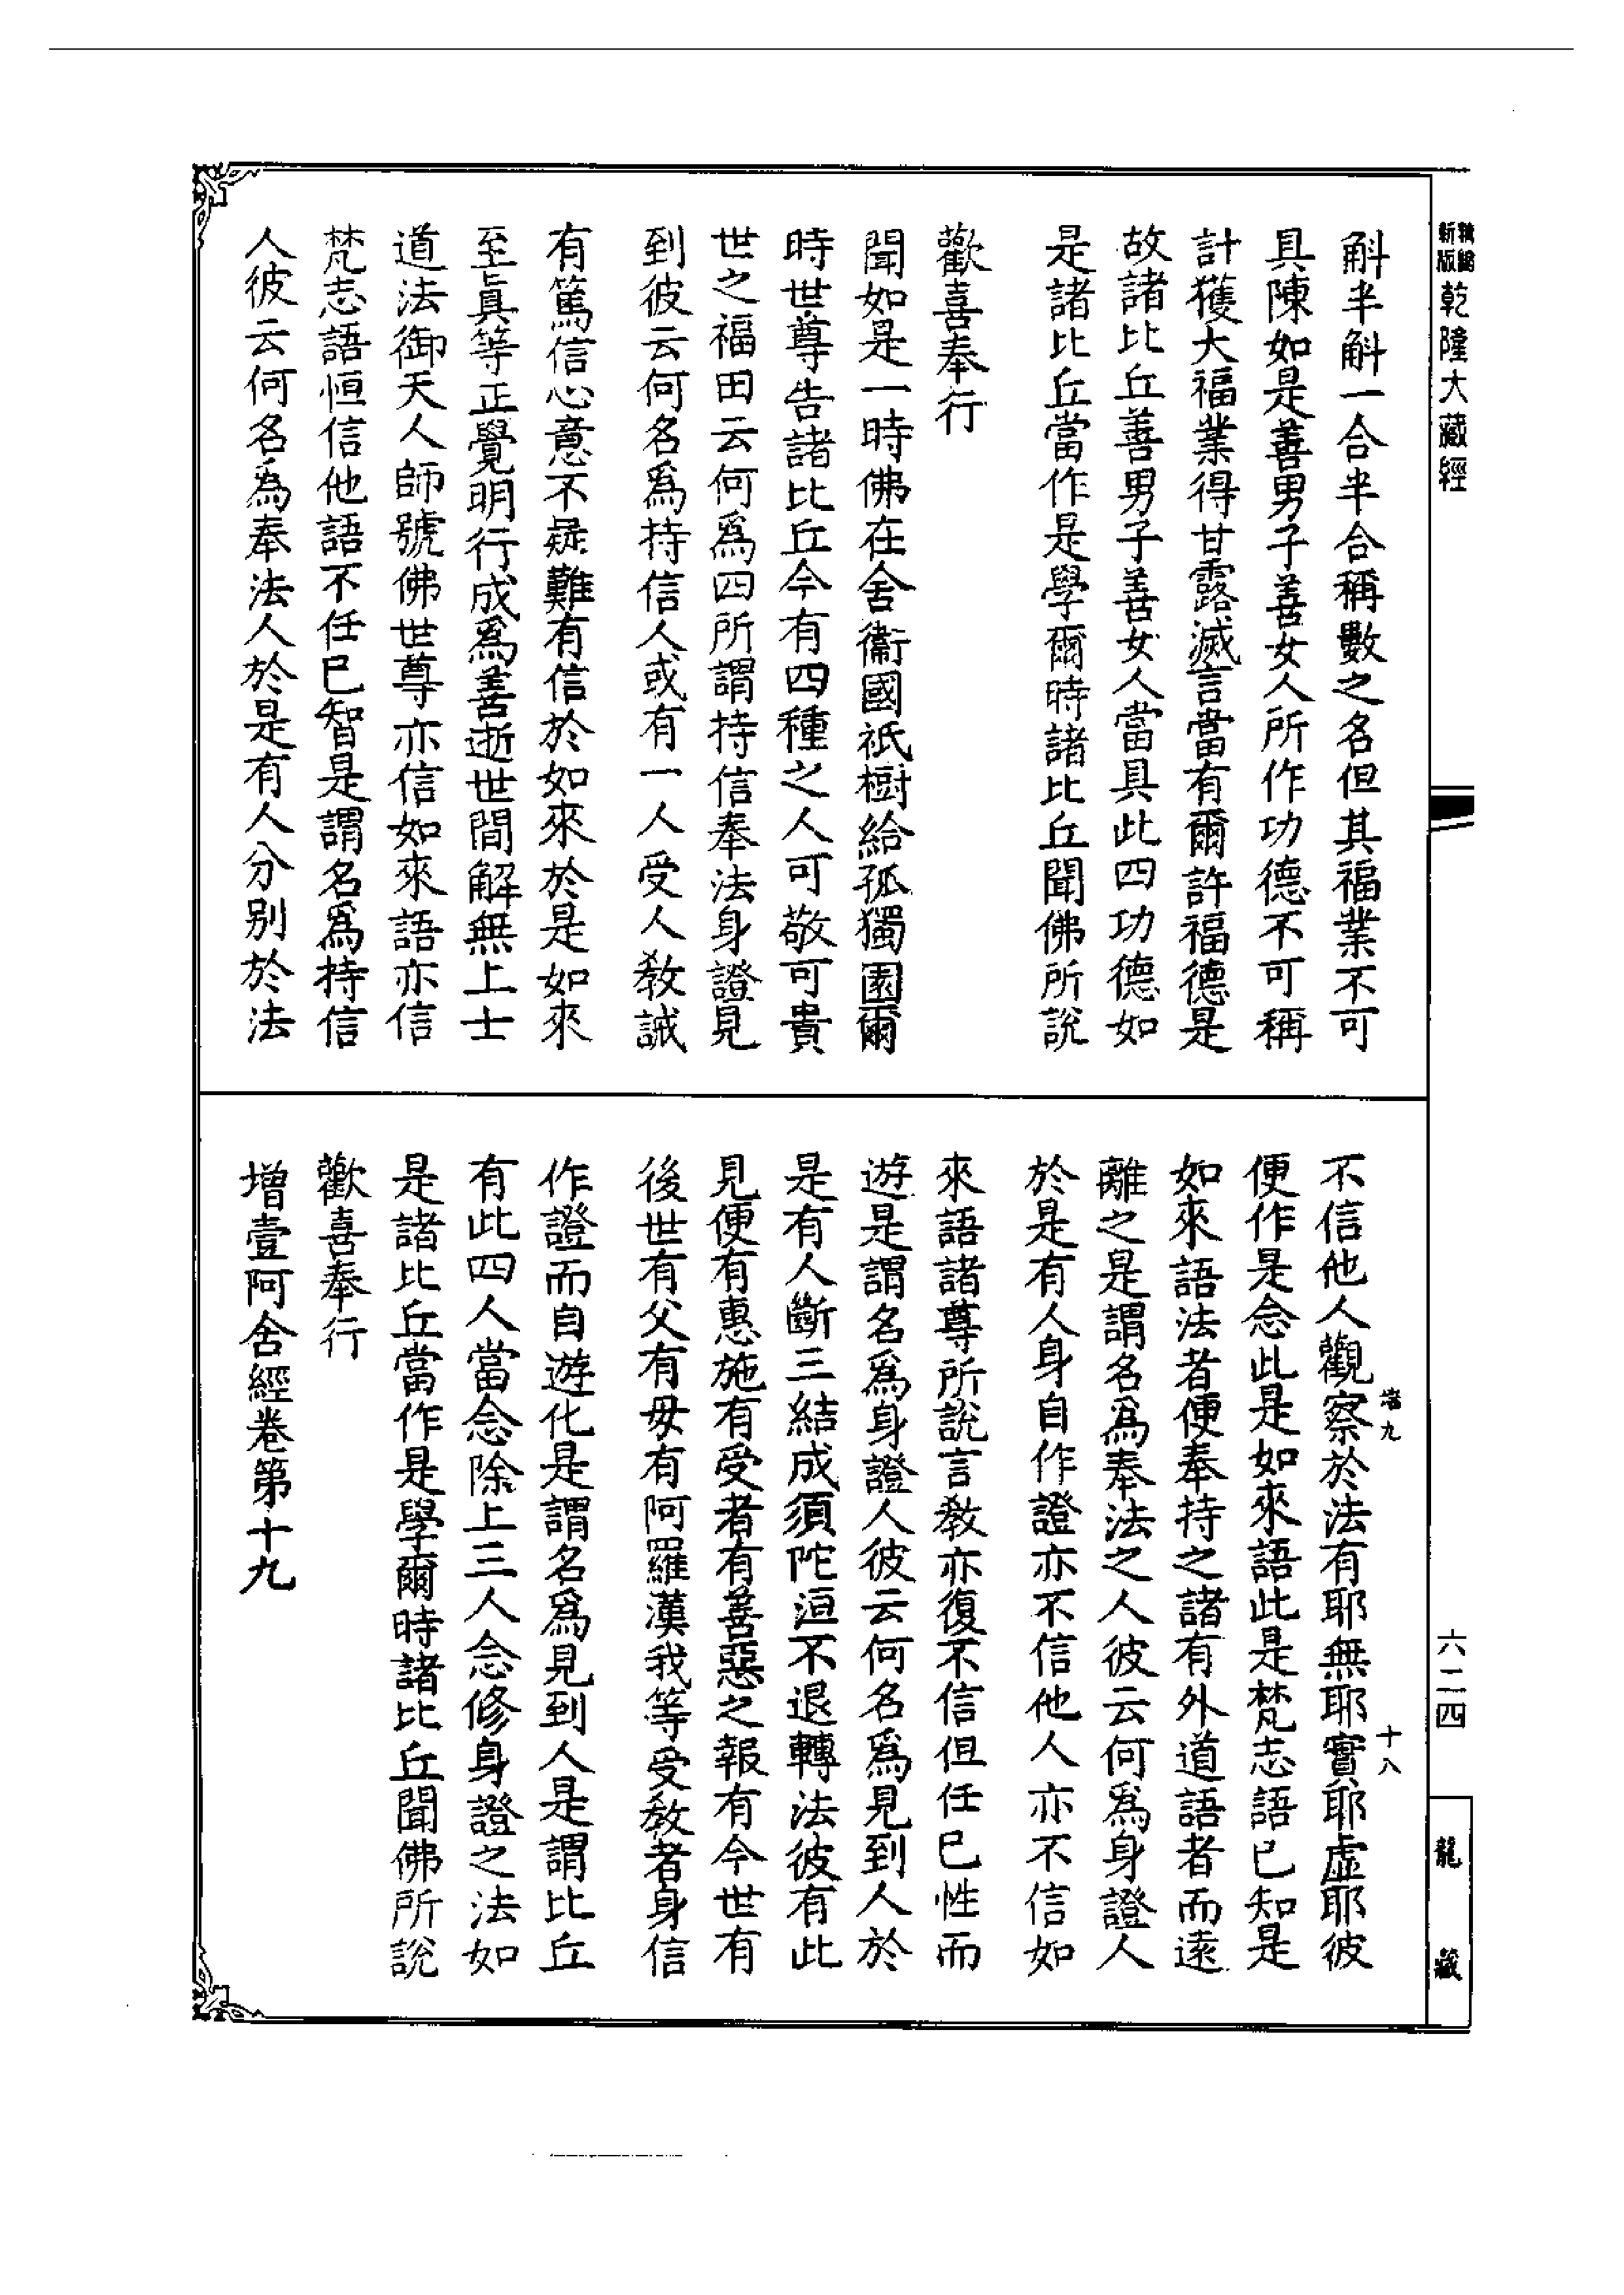 新版
乾隆大藏經
斛半斛一合半合稱數之名但其福業不可
具陳如是善男子善女人所作功德不可稱
計獲大福業得甘露滅言當有爾許福德是
故諸比丘善男子善女人當具此四功德如
是諸比丘當作是學爾時諸比丘聞佛所說
歡喜奉行
聞如是一時佛在舍衞國祇樹給孤獨園爾
時世尊告諸比丘今有四種之人可敬可貴
世之福田云何爲四所謂持信奉法身證見
到彼云何名爲持信人或有一人受人教誡
有篤信心意不疑難有信於如來於是如來
至眞等正覺明行成爲善逝世間解無上士
道法御天人師號佛世尊亦信如來語亦信
梵志語恒信他語不任已智是謂名爲持信
人彼云何名爲奉法人於是有人分别於法
不信他人觀察於法有耶無耶實耶虛耶彼
便作是念此是如來語此是梵志語已知是
如來語法者便奉持之諸有外道語者而遠
離之是謂名爲奉法之人彼云何爲身證人
於是有人身自作證亦不信他人亦不信如
來語諸尊所說言教亦復不信但任已性而
遊是謂名爲身證人彼云何名爲見到人於
是有人斷三結成須陀洹不退轉法彼有此
見便有惠施有受者有善惡之報有今世有
後世有父有毋有阿羅漢我等受教者身信
作證而自遊化是謂名爲見到人是謂比丘
有此四人當念除上三人念修身證之法如
是諸比丘當作是學爾時諸比丘聞佛所說
歡喜奉行
增壹阿含經卷第十九
九
十八
六二四
龍藏